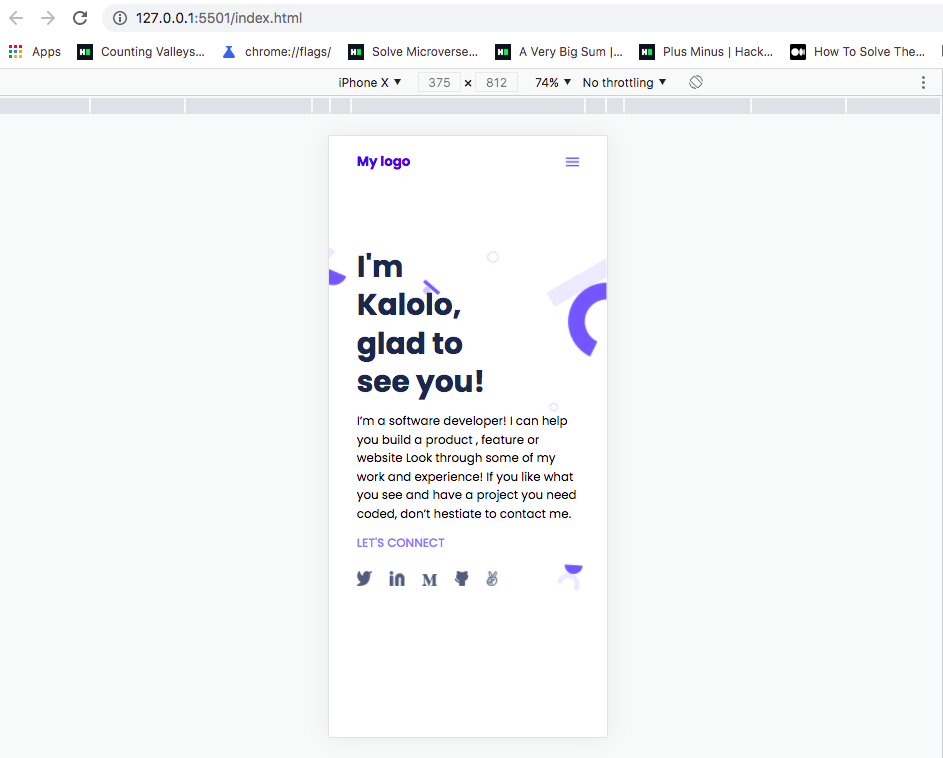 127.0.0.1:5501/index.html
Apps Counting Valleys... chrome://flags/ Solve Microverse... A Very Big Sum |... Plus Minus | Hack... How To Solve The...
iPhone X ▼ 375 × 812 74% ▼ No throttling ▼
My logo
I'm
Kalolo,
glad to
see you!
I’m a software developer! I can help
you build a product , feature or
website Look through some of my
work and experience! If you like what
you see and have a project you need
coded, don’t hestiate to contact me.
LET'S CONNECT